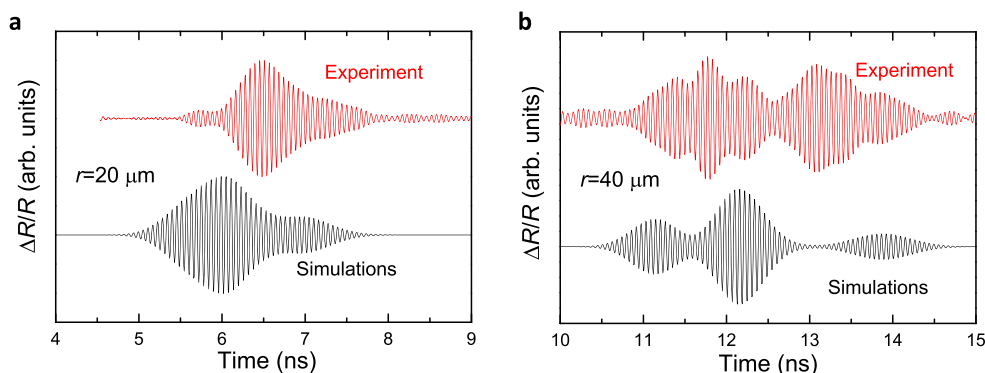 a
Experiment
ΔR/R (arb. units)
r=20 μm
Simulations
4 5 6 7 8 9
Time (ns)
b
Experiment
ΔR/R (arb. units)
r=40 μm
Simulations
10 11 12 13 14 15
Time (ns)